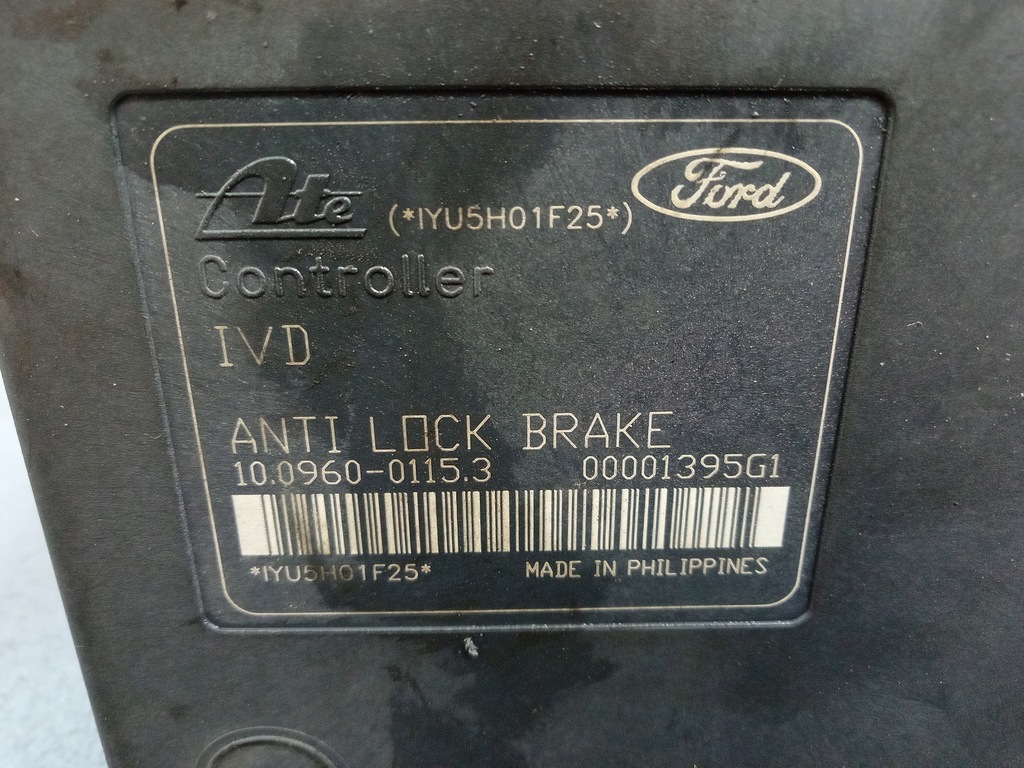 Ate (*IYU5H01F25*) Ford
Controller
IVD
ANTI LOCK BRAKE
10.0960-0115.3 00001395G1
*IYU5H01F25* MADE IN PHILIPPINES